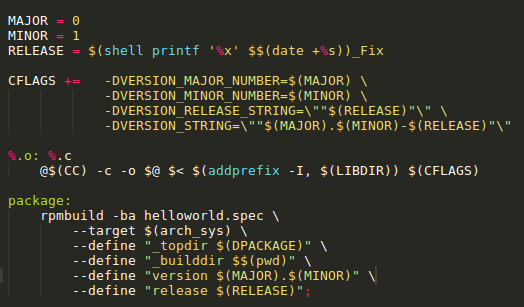 MAJOR = 0
MINOR = 1
RELEASE = $(shell printf '%x' $$(date +%s))_Fix
CFLAGS += -DVERSION_MAJOR_NUMBER=$(MAJOR) \
-DVERSION_MINOR_NUMBER=$(MINOR) \
-DVERSION_RELEASE_STRING=\""$(RELEASE)"\" \
-DVERSION_STRING=\""$(MAJOR).$(MINOR)-$(RELEASE)"\"
%.o: %.c
@$(CC) -c -o $@ $< $(addprefix -I, $(LIBDIR)) $(CFLAGS)
package:
rpmbuild -ba helloworld.spec \
--target $(arch_sys) \
--define "_topdir $(DPACKAGE)" \
--define "_builddir $$(pwd)" \
--define "version $(MAJOR).$(MINOR)" \
--define "release $(RELEASE)";